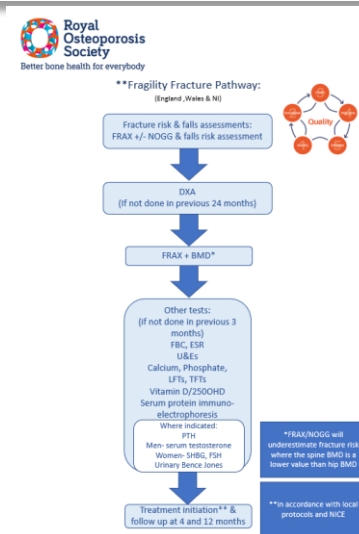 Royal
Osteoporosis
Society
Better bone health for everybody
**Fragility Fracture Pathway:
(England ,Wales & NI)
Fracture risk & falls assessments:
FRAX +/- NOGG & falls risk assessment
Quality
DXA
(If not done in previous 24 months)
FRAX + BMD*
Other tests:
(if not done in previous 3
months)
FBC, ESR
U&Es
Calcium, Phosphate,
LFTs, TFTs
Vitamin D/25OOHD
Serum protein immuno-
electrophoresis
Where indicated:
PTH
Men- serum testosterone
Women- SHBG, FSH
Urinary Bence Jones
*FRAX/NOGG will
underestimate fracture risk
where the spine BMD is a
lower value than hip BMD
**In accordance with local
protocols and NICE
Treatment initiation** &
follow up at 4 and 12 months